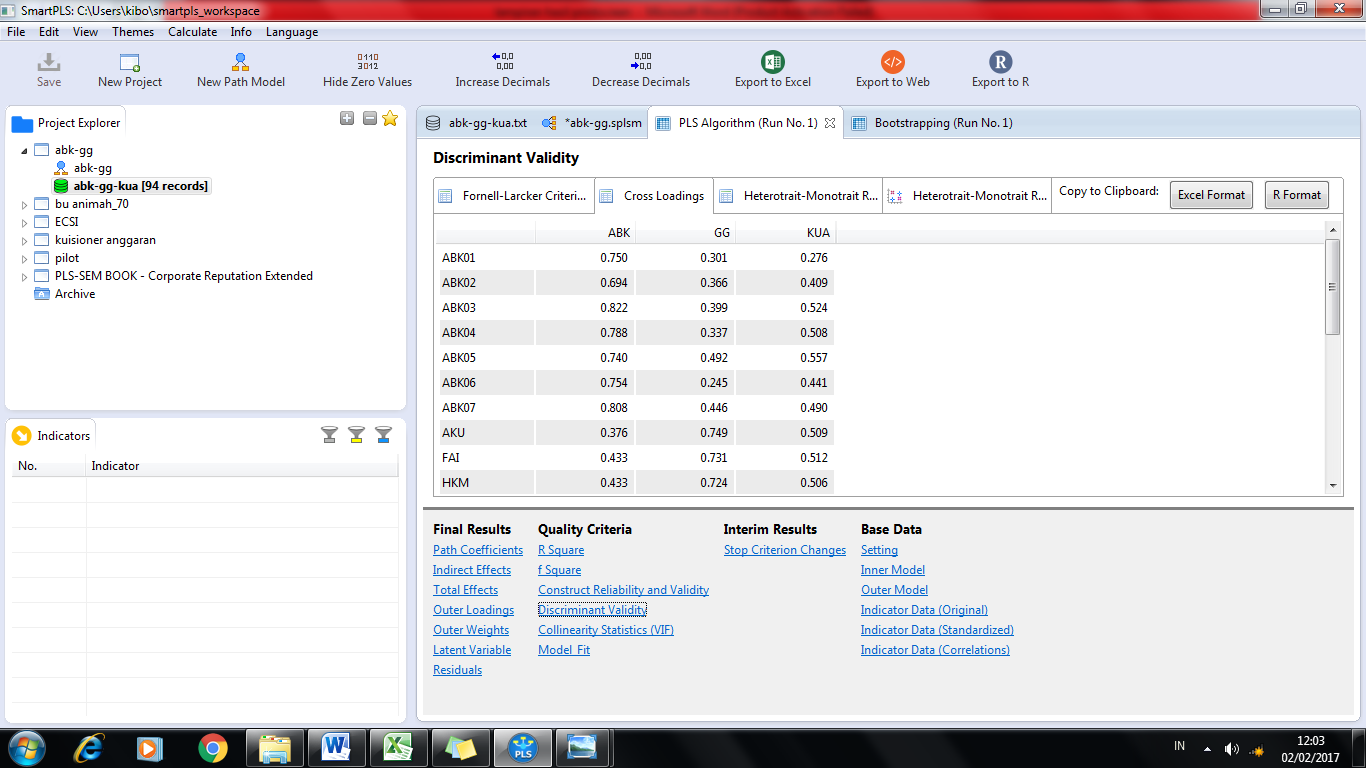 SmartPLS: C:\Users\kibo\smartpls_workspace
File Edit View Themes Calculate Info Language
Save New Project New Path Model Hide Zero Values Increase Decimals Decrease Decimals Export to Excel Export to Web Export to R
Project Explorer
abk-gg
abk-gg
abk-gg-kua [94 records]
bu animah_70
ECSI
kuisioner anggaran
pilot
PLS-SEM BOOK - Corporate Reputation Extended
Archive
Indicators
No. Indicator
abk-gg-kua.txt *abk-gg.splsm PLS Algorithm (Run No. 1) Bootstrapping (Run No. 1)
Discriminant Validity
Fornell-Larcker Criteri... Cross Loadings Heterotrait-Monotrait R... Heterotrait-Monotrait R... Copy to Clipboard: Excel Format R Format
ABK GG KUA
ABK01 0.750 0.301 0.276
ABK02 0.694 0.366 0.409
ABK03 0.822 0.399 0.524
ABK04 0.788 0.337 0.508
ABK05 0.740 0.492 0.557
ABK06 0.754 0.245 0.441
ABK07 0.808 0.446 0.490
AKU 0.376 0.749 0.509
FAI 0.433 0.731 0.512
HKM 0.433 0.724 0.506
Final Results Quality Criteria Interim Results Base Data
Path Coefficients R Square Stop Criterion Changes Setting
Indirect Effects f Square Inner Model
Total Effects Construct Reliability and Validity Outer Model
Outer Loadings Discriminant Validity Indicator Data (Original)
Outer Weights Collinearity Statistics (VIF) Indicator Data (Standardized)
Latent Variable Model_Fit Indicator Data (Correlations)
Residuals
IN
12:03
02/02/2017